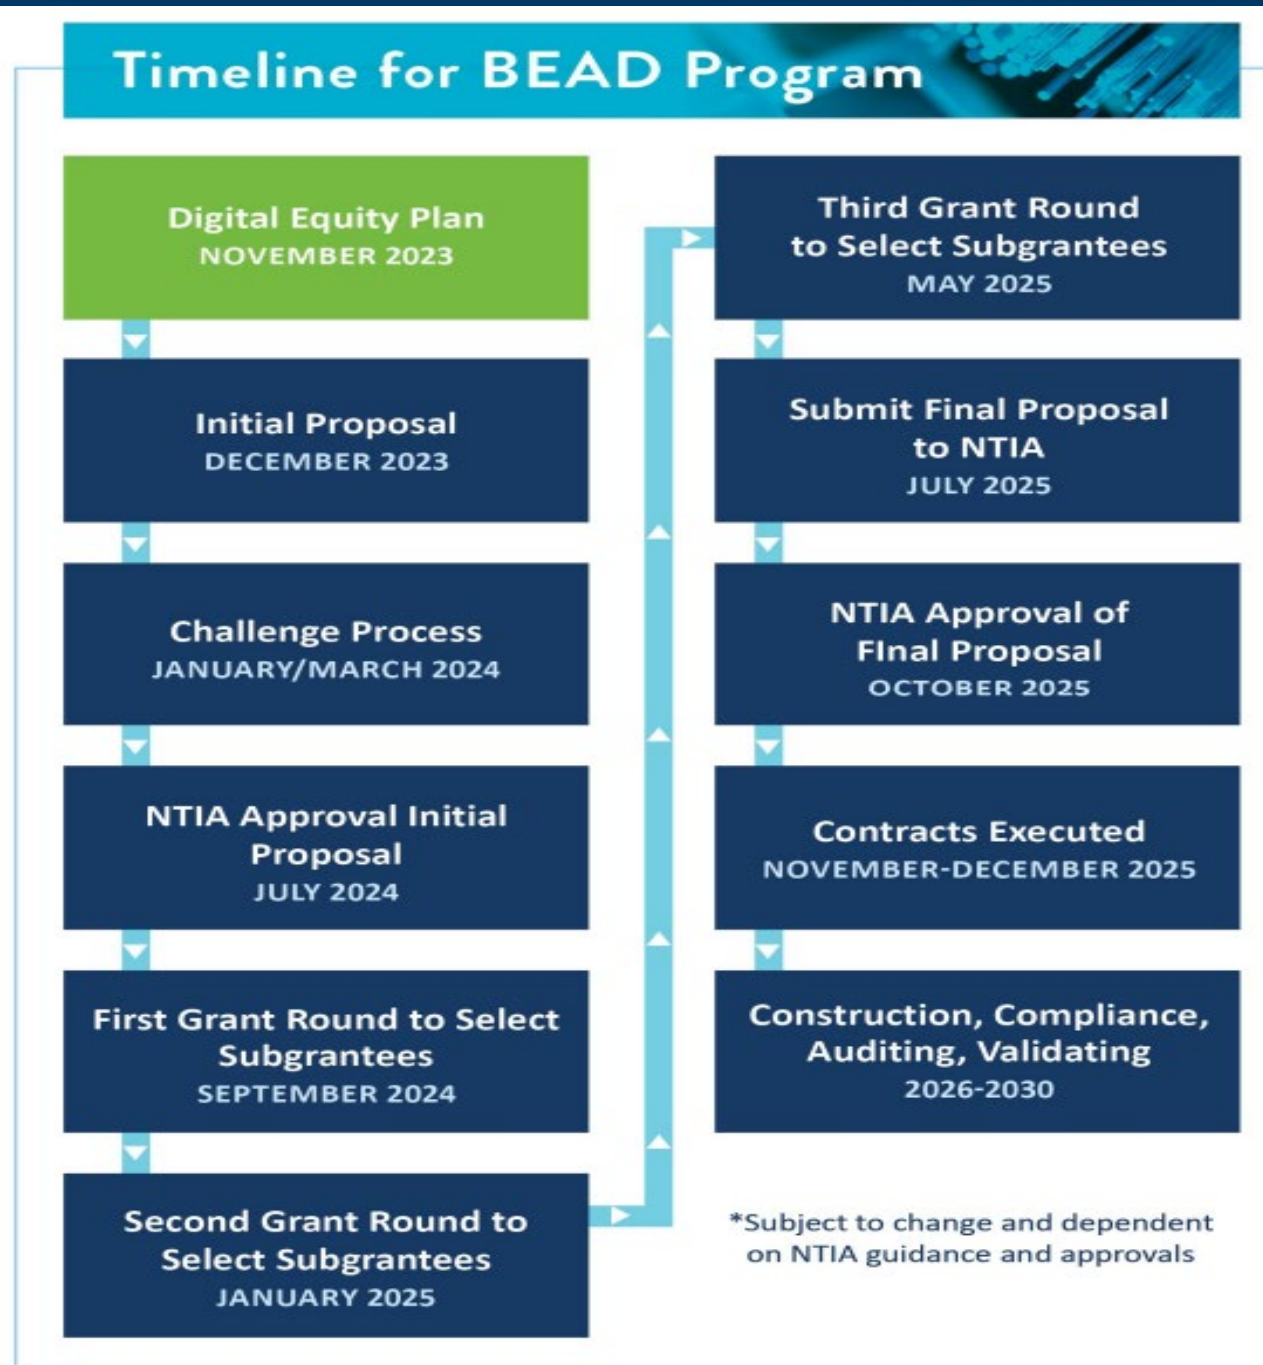 Timeline for BEAD Program
Digital Equity Plan
NOVEMBER 2023
Initial Proposal
DECEMBER 2023
Challenge Process
JANUARY/MARCH 2024
NTIA Approval Initial
Proposal
JULY 2024
First Grant Round to Select
Subgrantees
SEPTEMBER 2024
Second Grant Round to
Select Subgrantees
JANUARY 2025
Third Grant Round
to Select Subgrantees
MAY 2025
Submit Final Proposal
to NTIA
JULY 2025
NTIA Approval of
FInal Proposal
OCTOBER 2025
Contracts Executed
NOVEMBER-DECEMBER 2025
Construction, Compliance,
Auditing, Validating
2026-2030
*Subject to change and dependent
on NTIA guidance and approvals